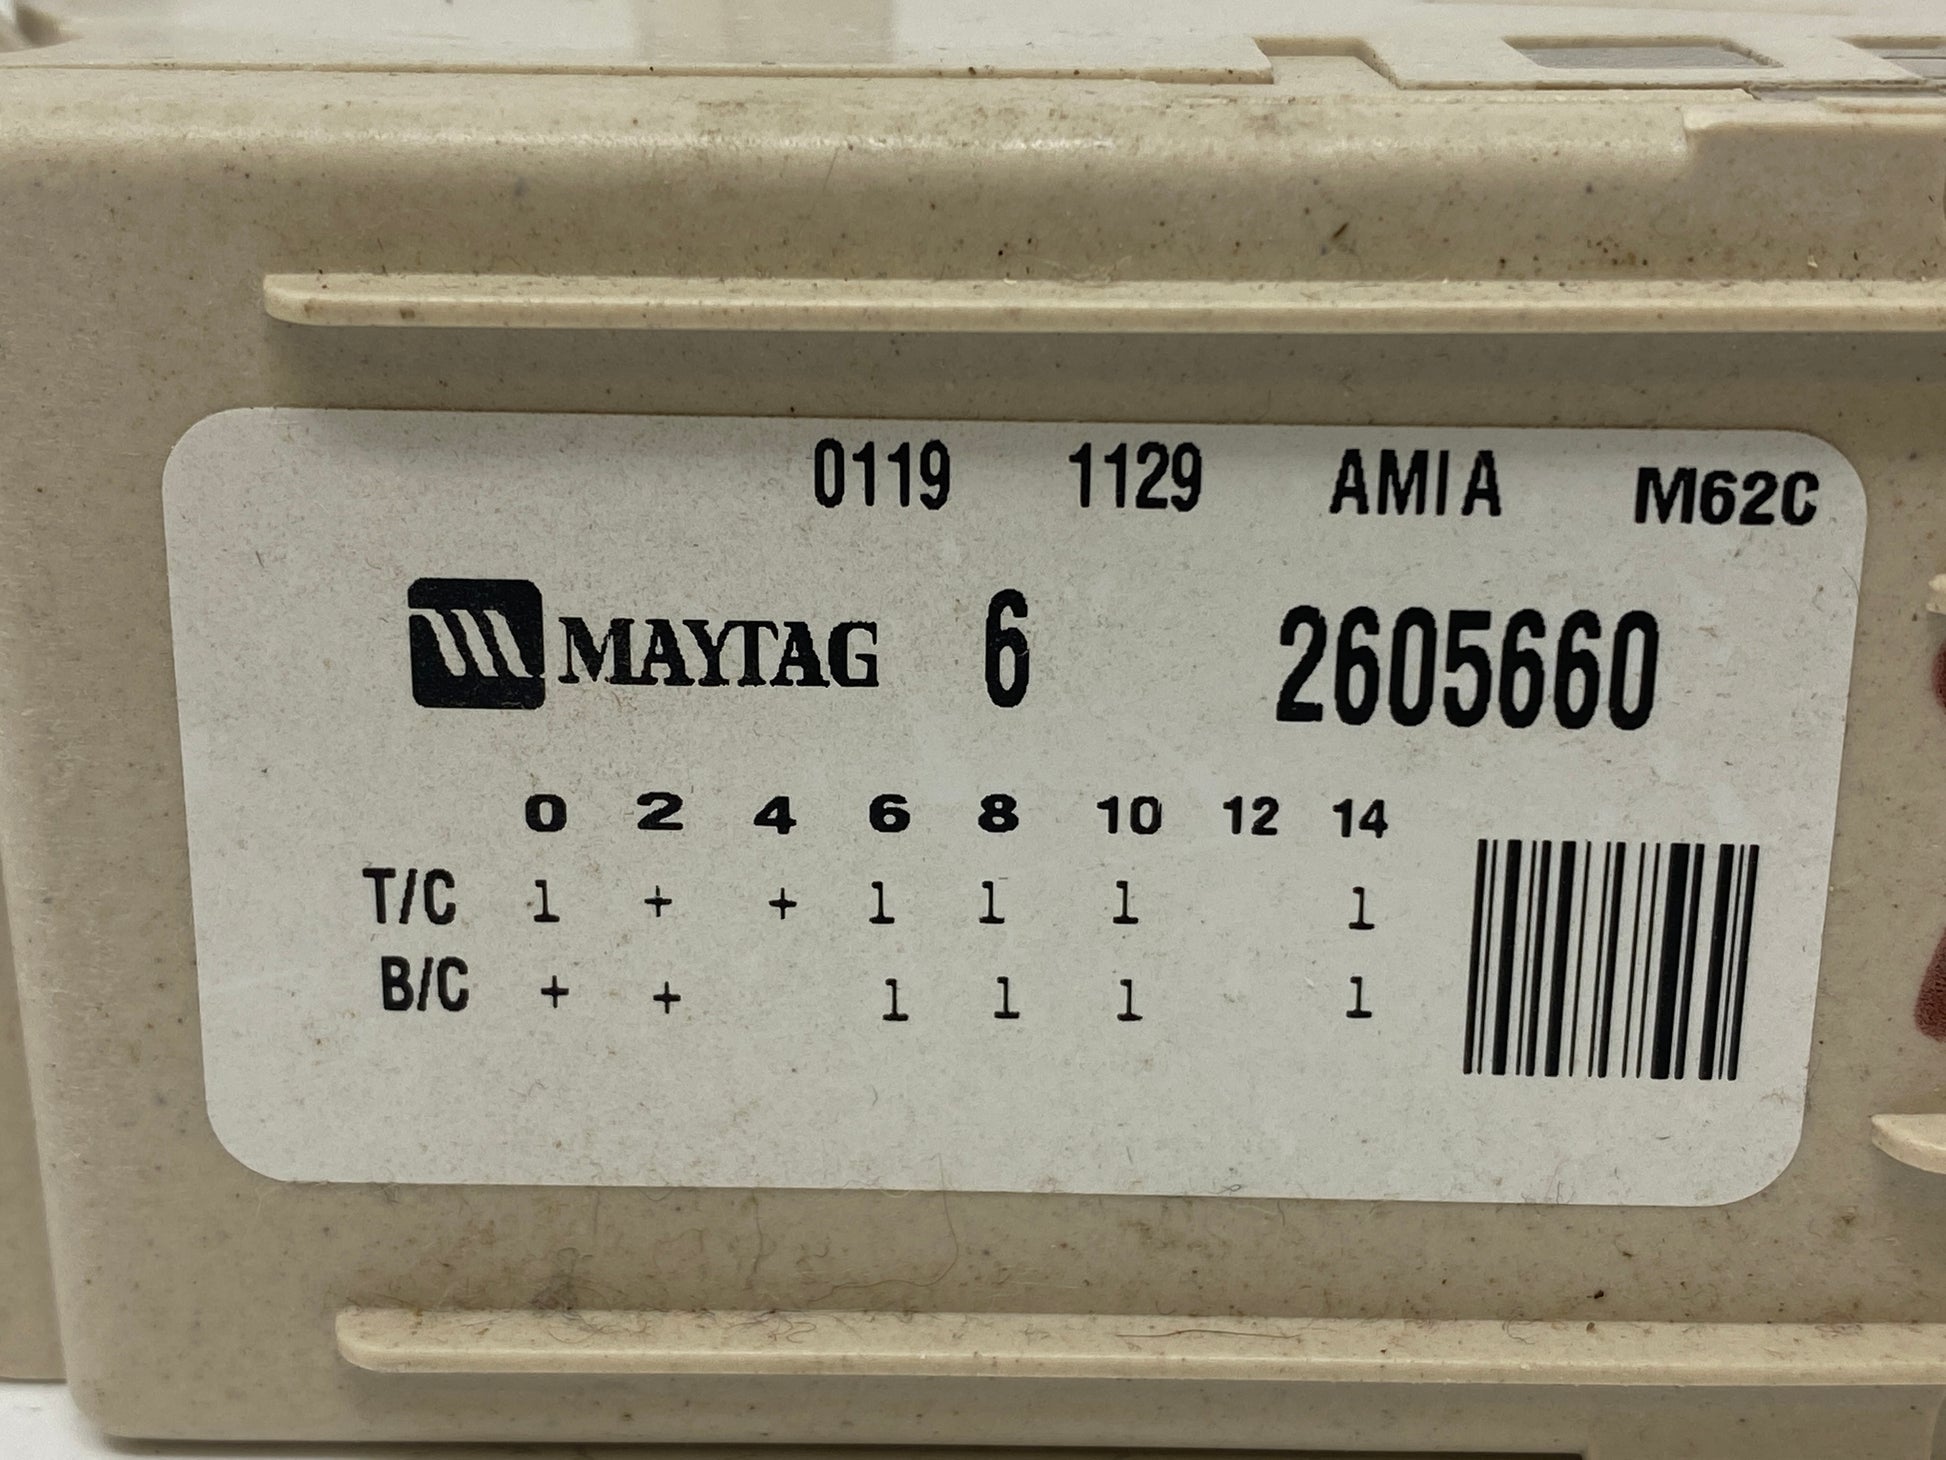 0119 1129 AMIA M62C
MAYTAG 6 2605660
0 2 4 6 8 10 12 14
T/C 1 + + 1 1 1 1
B/C + + 1 1 1 1